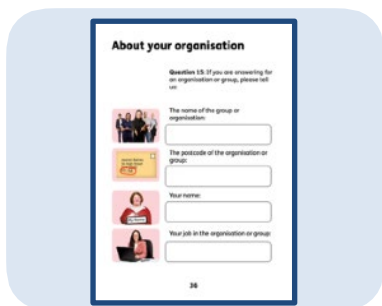 About your organisation
Question 15: If you are answering for
an organisation or group, please tell
us:
The name of the group or
organisation:
The postcode of the organisation or
group:
Your name:
Your job in the organisation or group:
36